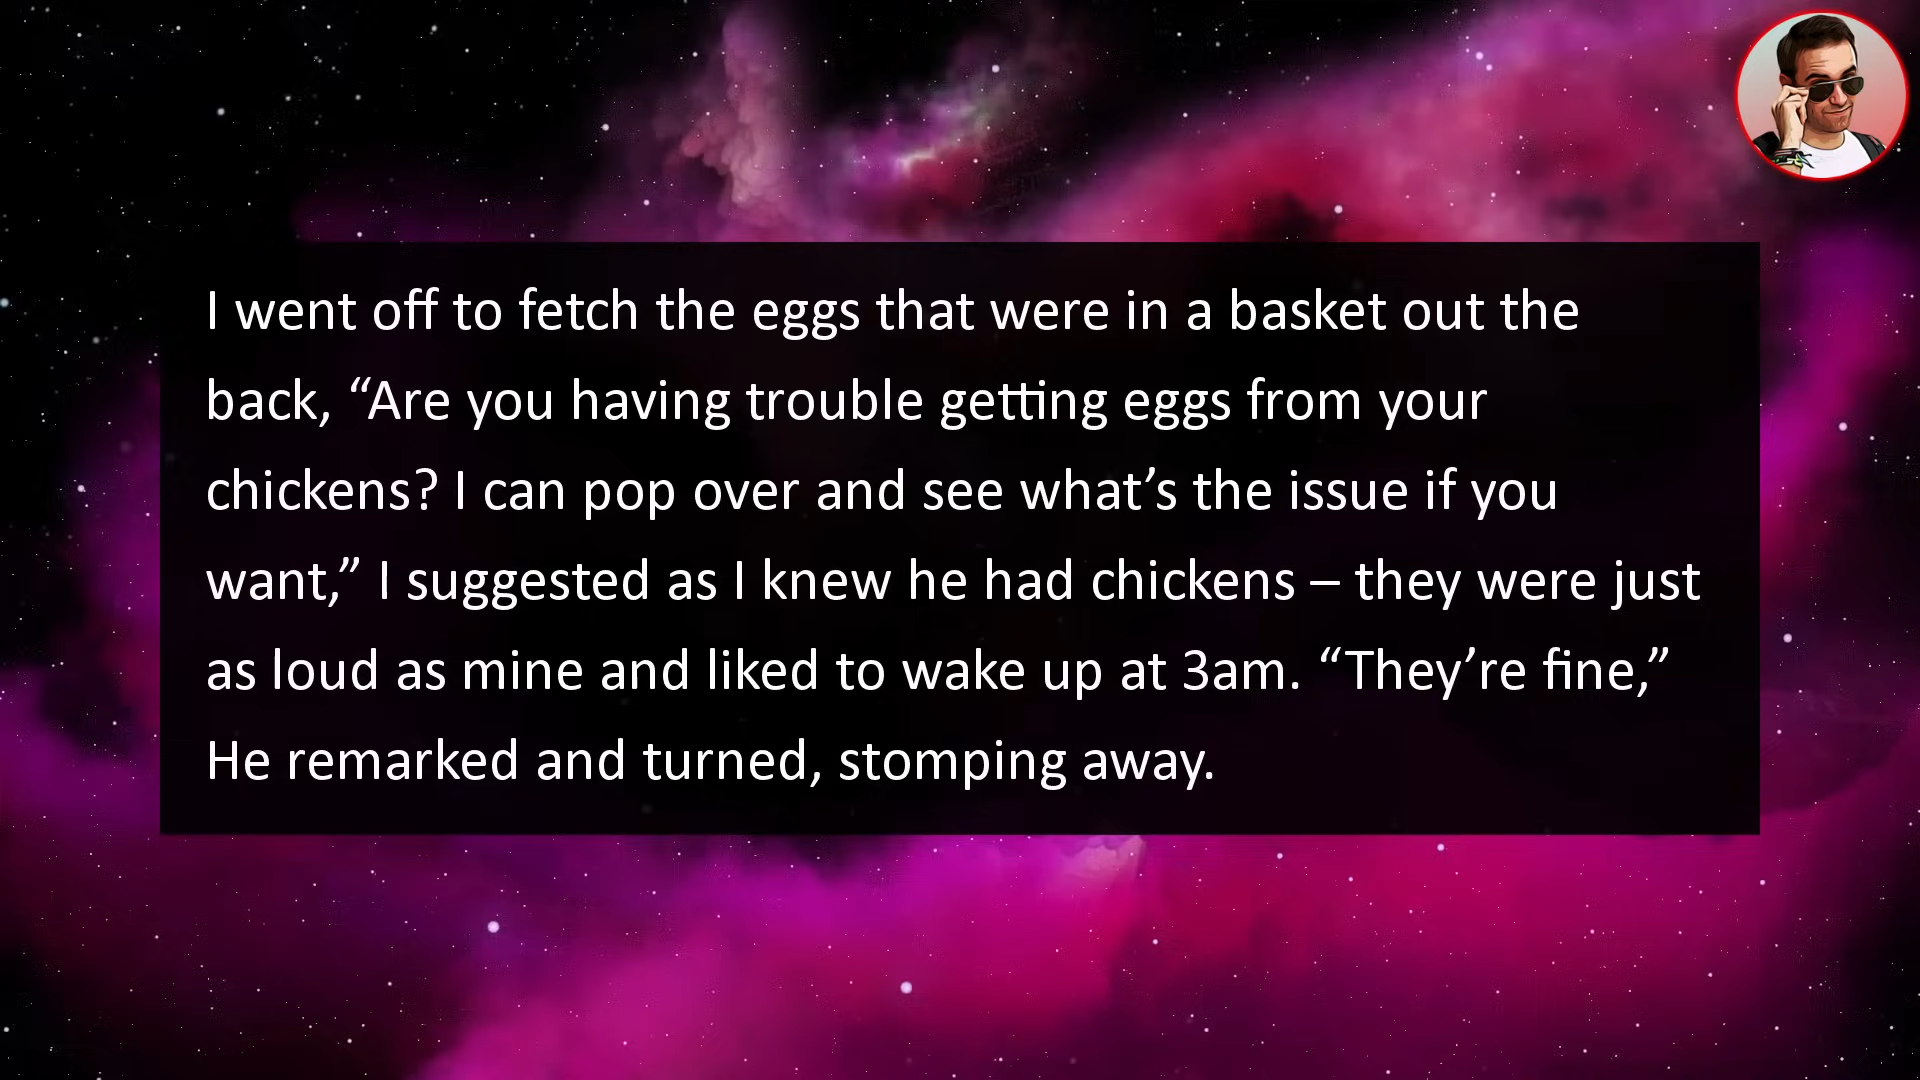 I went off to fetch the eggs that were in a basket out the
back, “Are you having trouble getting eggs from your
chickens? I can pop over and see what’s the issue if you
want,” I suggested as I knew he had chickens – they were just
as loud as mine and liked to wake up at 3am. “They’re fine,”
He remarked and turned, stomping away.